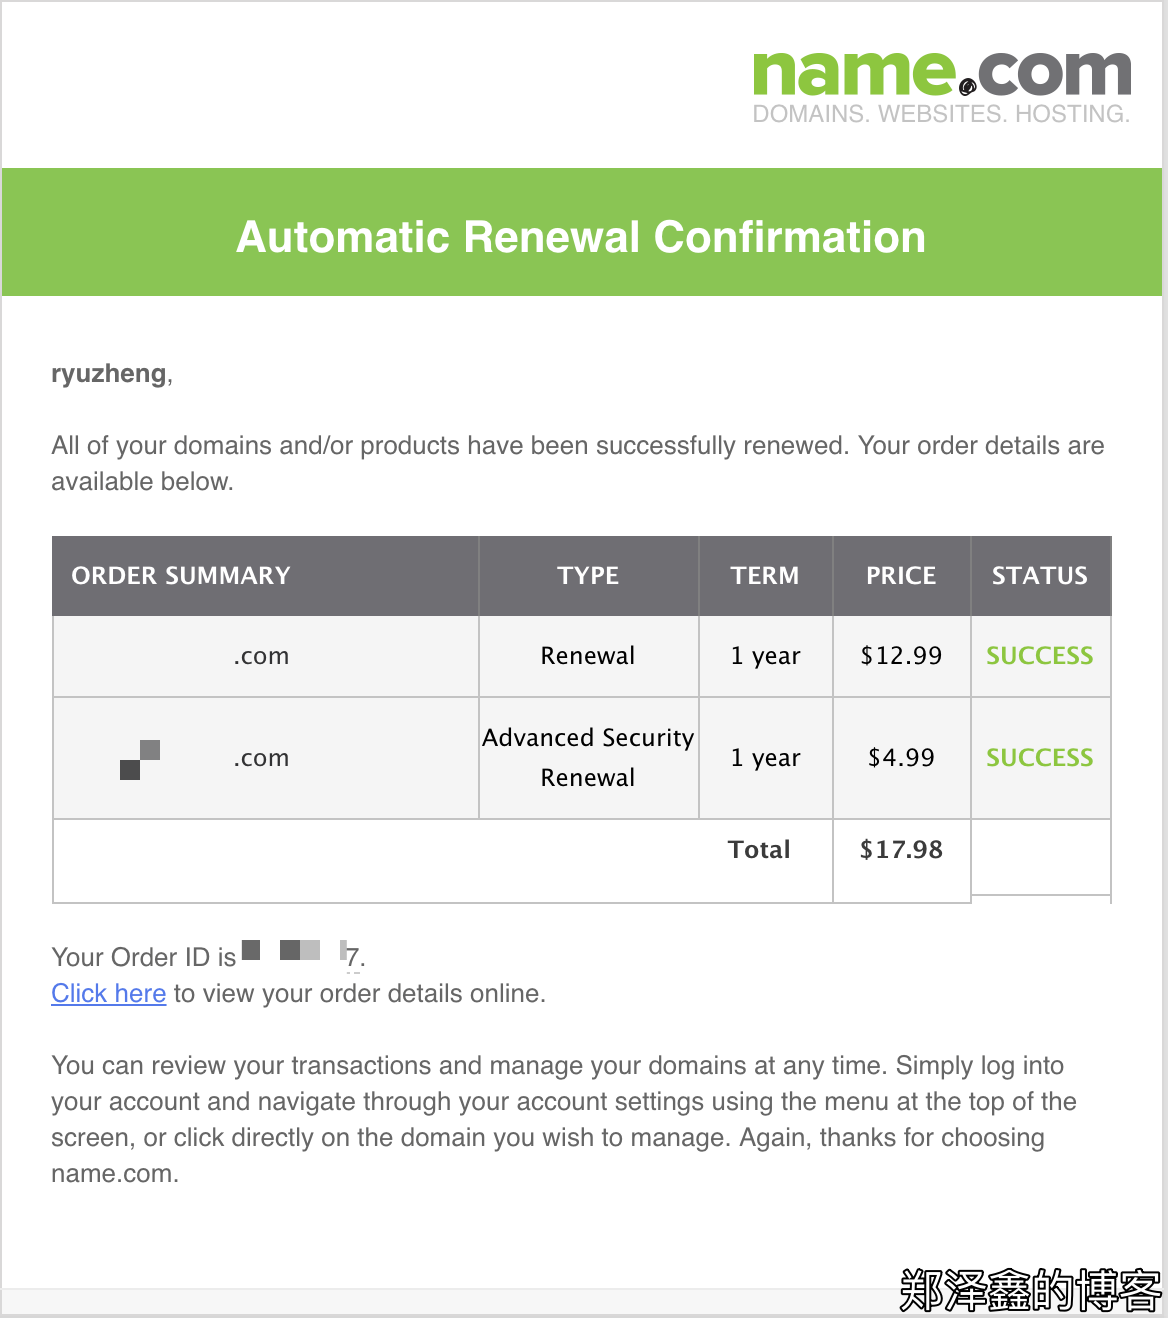 name.com
DOMAINS. WEBSITES. HOSTING.
Automatic Renewal Confirmation
ryuzheng,
All of your domains and/or products have been successfully renewed. Your order details are
available below.
ORDER SUMMARY TYPE TERM PRICE STATUS
.com Renewal 1 year $12.99 SUCCESS
.com Advanced Security Renewal 1 year $4.99 SUCCESS
Total $17.98
Your Order ID is 7.
Click here to view your order details online.
You can review your transactions and manage your domains at any time. Simply log into
your account and navigate through your account settings using the menu at the top of the
screen, or click directly on the domain you wish to manage. Again, thanks for choosing
name.com.
郑泽鑫的博客